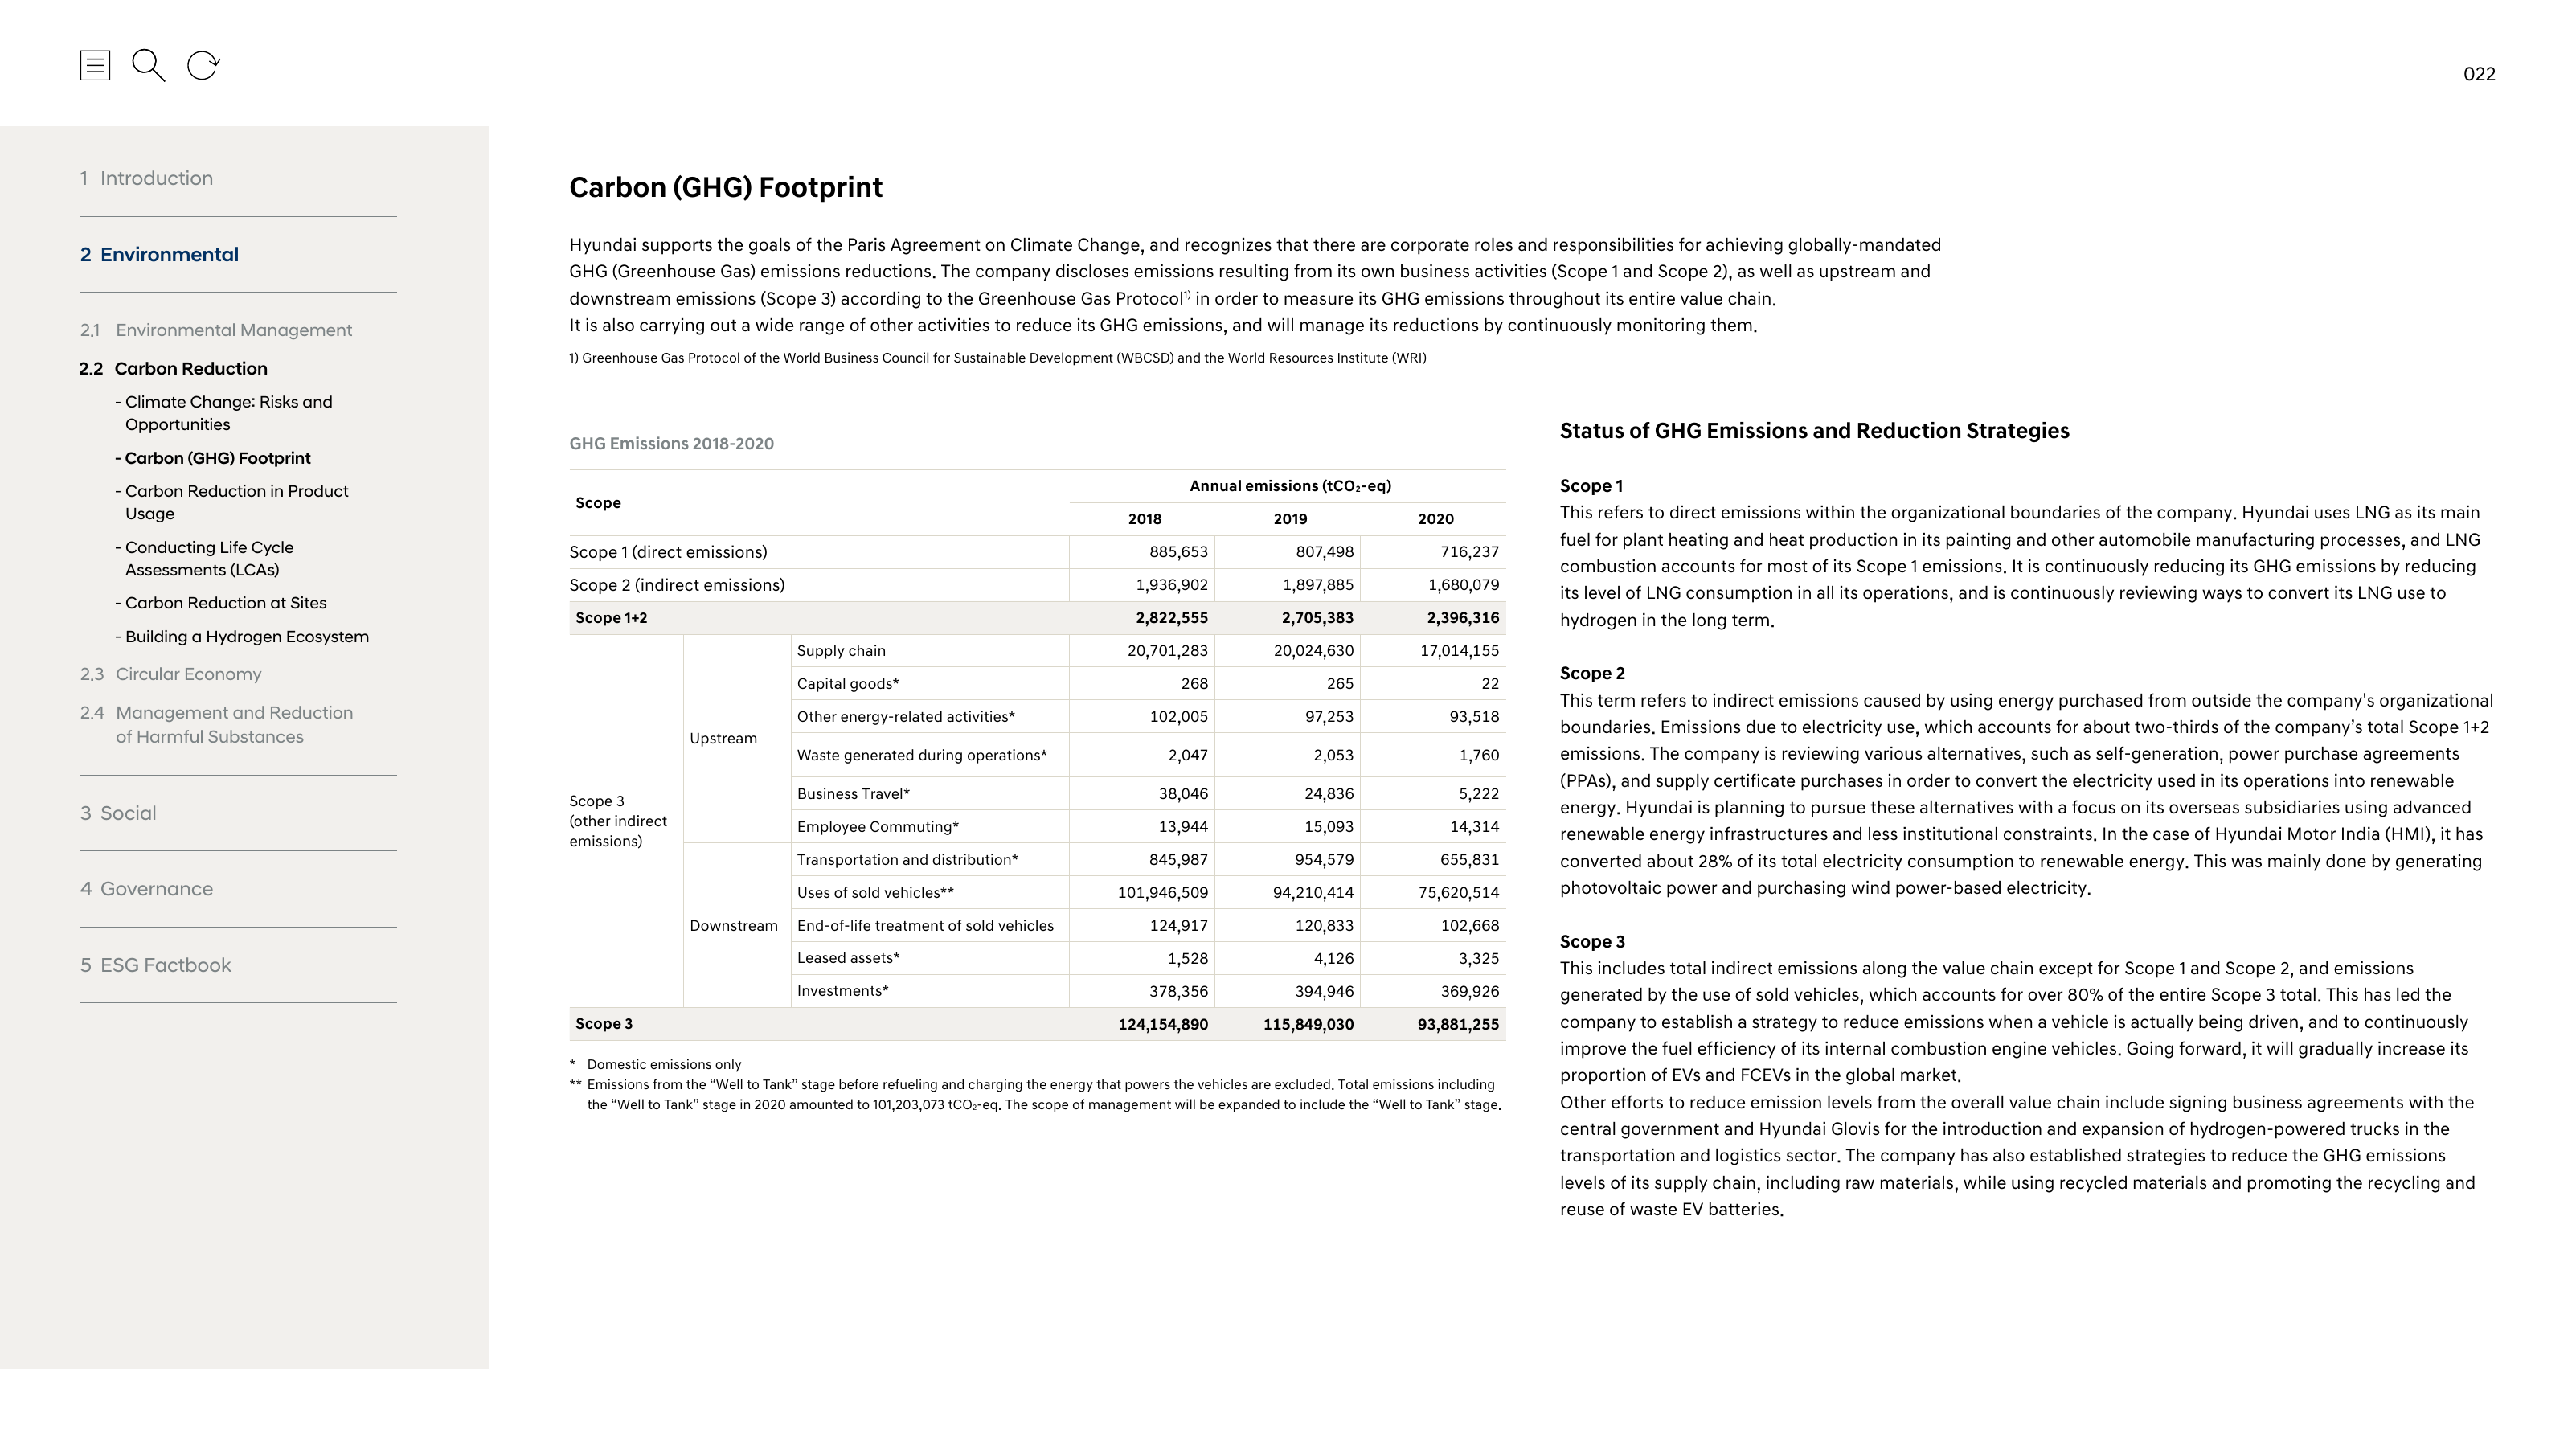 022
1 Introduction
2 Environmental
2.1 Environmental Management
2.2 Carbon Reduction
- Climate Change: Risks and
Opportunities
- Carbon (GHG) Footprint
- Carbon Reduction in Product
Usage
- Conducting Life Cycle
Assessments (LCAs)
- Carbon Reduction at Sites
- Building a Hydrogen Ecosystem
2.3 Circular Economy
2.4 Management and Reduction
of Harmful Substances
3 Social
4 Governance
5 ESG Factbook
Carbon (GHG) Footprint
Hyundai supports the goals of the Paris Agreement on Climate Change, and recognizes that there are corporate roles and responsibilities for achieving globally-mandated
GHG (Greenhouse Gas) emissions reductions. The company discloses emissions resulting from its own business activities (Scope 1 and Scope 2), as well as upstream and
downstream emissions (Scope 3) according to the Greenhouse Gas Protocol1) in order to measure its GHG emissions throughout its entire value chain.
It is also carrying out a wide range of other activities to reduce its GHG emissions, and will manage its reductions by continuously monitoring them.
1) Greenhouse Gas Protocol of the World Business Council for Sustainable Development (WBCSD) and the World Resources Institute (WRI)
GHG Emissions 2018-2020
Scope Annual emissions (tCO₂-eq)
2018 2019 2020
Scope 1 (direct emissions) 885,653 807,498 716,237
Scope 2 (indirect emissions) 1,936,902 1,897,885 1,680,079
Scope 1+2 2,822,555 2,705,383 2,396,316
Scope 3
(other indirect
emissions)
Upstream
Supply chain 20,701,283 20,024,630 17,014,155
Capital goods* 268 265 22
Other energy-related activities* 102,005 97,253 93,518
Waste generated during operations* 2,047 2,053 1,760
Business Travel* 38,046 24,836 5,222
Employee Commuting* 13,944 15,093 14,314
Downstream
Transportation and distribution* 845,987 954,579 655,831
Uses of sold vehicles** 101,946,509 94,210,414 75,620,514
End-of-life treatment of sold vehicles 124,917 120,833 102,668
Leased assets* 1,528 4,126 3,325
Investments* 378,356 394,946 369,926
Scope 3 124,154,890 115,849,030 93,881,255
* Domestic emissions only
** Emissions from the “Well to Tank” stage before refueling and charging the energy that powers the vehicles are excluded. Total emissions including
the “Well to Tank” stage in 2020 amounted to 101,203,073 tCO₂-eq. The scope of management will be expanded to include the “Well to Tank” stage.
Status of GHG Emissions and Reduction Strategies
Scope 1
This refers to direct emissions within the organizational boundaries of the company. Hyundai uses LNG as its main
fuel for plant heating and heat production in its painting and other automobile manufacturing processes, and LNG
combustion accounts for most of its Scope 1 emissions. It is continuously reducing its GHG emissions by reducing
its level of LNG consumption in all its operations, and is continuously reviewing ways to convert its LNG use to
hydrogen in the long term.
Scope 2
This term refers to indirect emissions caused by using energy purchased from outside the company's organizational
boundaries. Emissions due to electricity use, which accounts for about two-thirds of the company’s total Scope 1+2
emissions. The company is reviewing various alternatives, such as self-generation, power purchase agreements
(PPAs), and supply certificate purchases in order to convert the electricity used in its operations into renewable
energy. Hyundai is planning to pursue these alternatives with a focus on its overseas subsidiaries using advanced
renewable energy infrastructures and less institutional constraints. In the case of Hyundai Motor India (HMI), it has
converted about 28% of its total electricity consumption to renewable energy. This was mainly done by generating
photovoltaic power and purchasing wind power-based electricity.
Scope 3
This includes total indirect emissions along the value chain except for Scope 1 and Scope 2, and emissions
generated by the use of sold vehicles, which accounts for over 80% of the entire Scope 3 total. This has led the
company to establish a strategy to reduce emissions when a vehicle is actually being driven, and to continuously
improve the fuel efficiency of its internal combustion engine vehicles. Going forward, it will gradually increase its
proportion of EVs and FCEVs in the global market.
Other efforts to reduce emission levels from the overall value chain include signing business agreements with the
central government and Hyundai Glovis for the introduction and expansion of hydrogen-powered trucks in the
transportation and logistics sector. The company has also established strategies to reduce the GHG emissions
levels of its supply chain, including raw materials, while using recycled materials and promoting the recycling and
reuse of waste EV batteries.